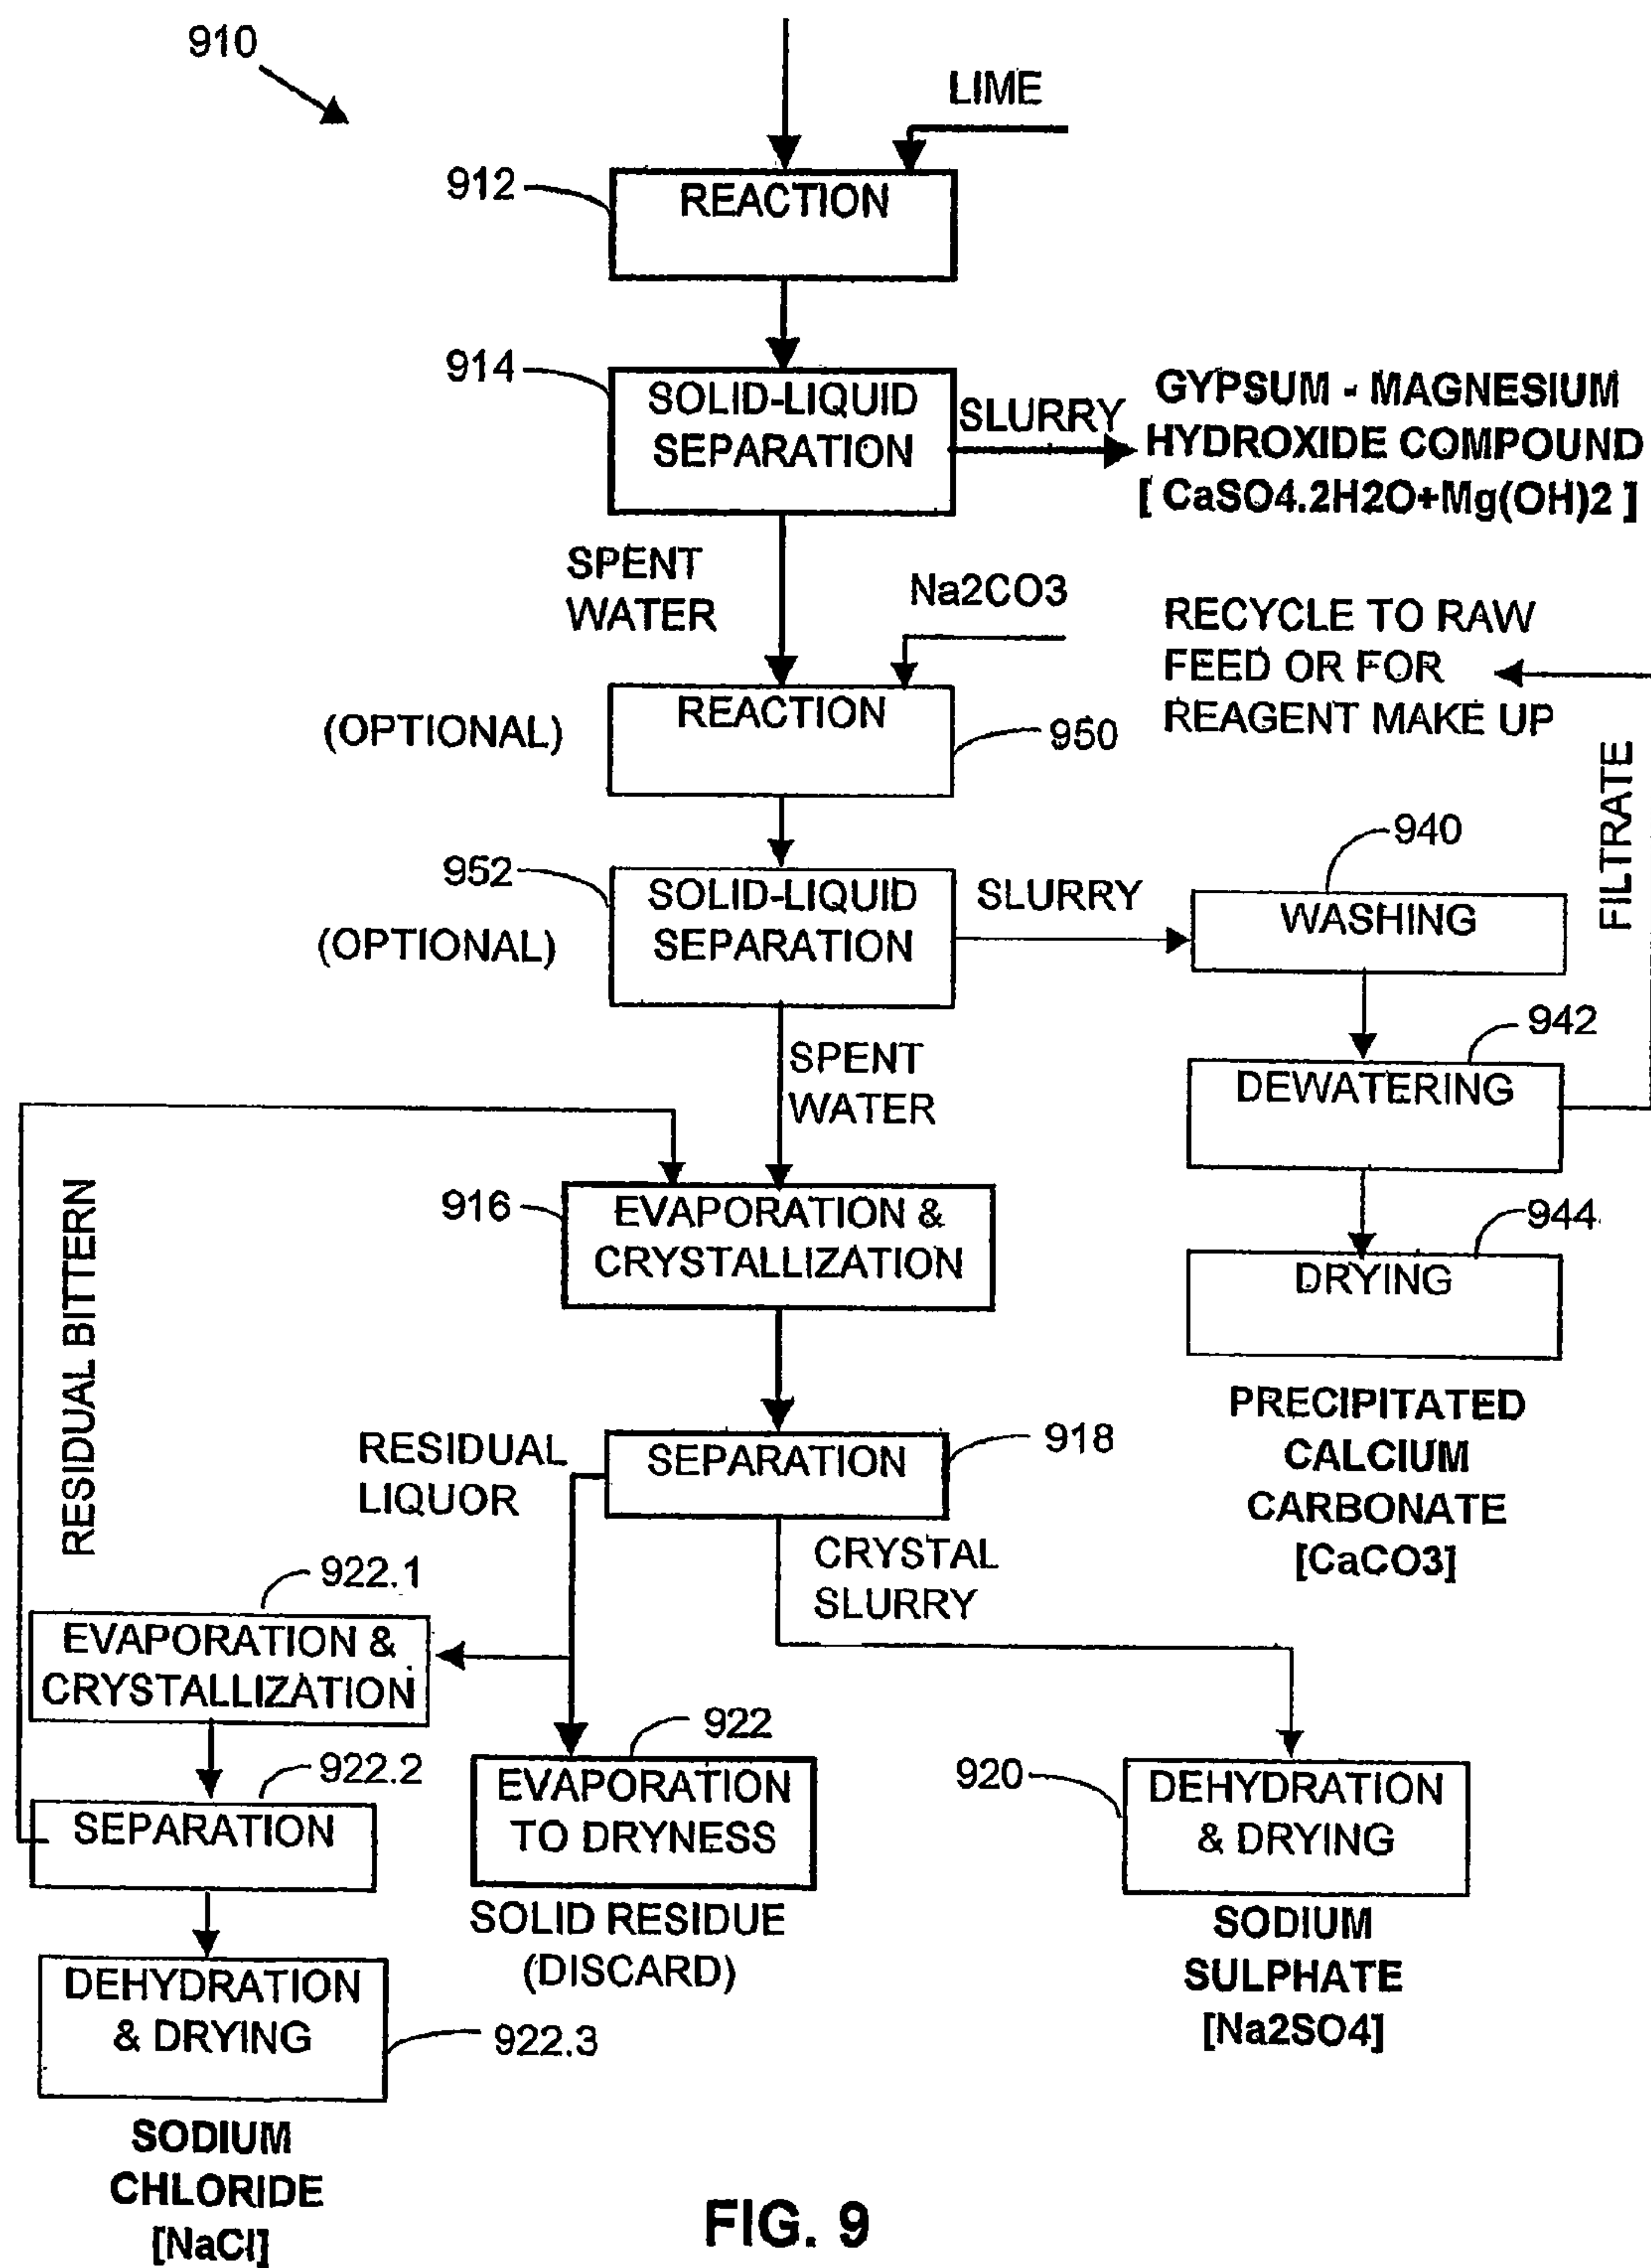 910
LIME
912
REACTION
914
SOLID-LIQUID
SEPARATION
SLURRY
GYPSUM - MAGNESIUM
HYDROXIDE COMPOUND
[ CaSO4.2H2O+Mg(OH)2 ]
SPENT
WATER
Na2CO3
RECYCLE TO RAW
FEED OR FOR
REAGENT MAKE UP
(OPTIONAL)
REACTION
950
FILTRATE
952
(OPTIONAL)
SOLID-LIQUID
SEPARATION
SLURRY
940
WASHING
942
DEWATERING
944
DRYING
PRECIPITATED
CALCIUM
CARBONATE
[CaCO3]
SPENT
WATER
RESIDUAL BITTERN
916
EVAPORATION &
CRYSTALLIZATION
RESIDUAL
LIQUOR
SEPARATION
918
CRYSTAL
SLURRY
922.1
EVAPORATION &
CRYSTALLIZATION
922.2
SEPARATION
922
EVAPORATION
TO DRYNESS
SOLID RESIDUE
(DISCARD)
920
DEHYDRATION
& DRYING
SODIUM
SULPHATE
[Na2SO4]
DEHYDRATION
& DRYING
922.3
SODIUM
CHLORIDE
[NaCl]
FIG. 9